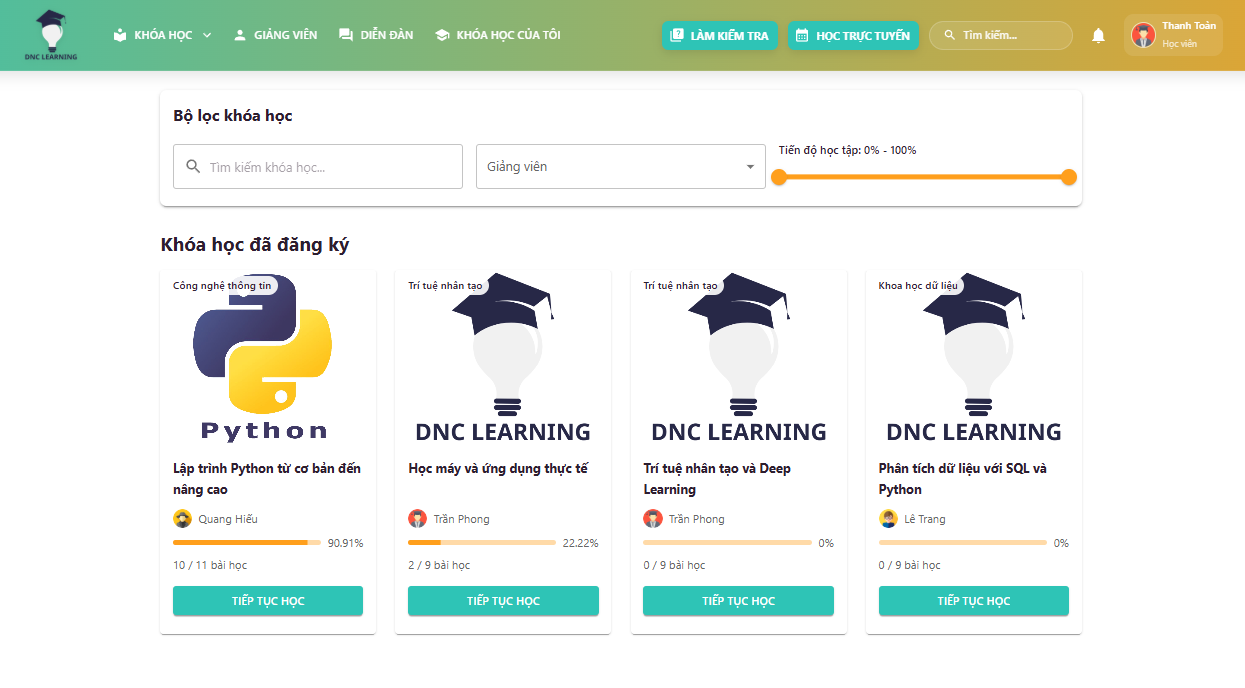 DNC LEARNING
KHÓA HỌC
GIẢNG VIÊN
DIỄN ĐÀN
KHÓA HỌC CỦA TÔI
LÀM KIỂM TRA
HỌC TRỰC TUYẾN
Tìm kiếm...
Thanh Toản
Học viên
Bộ lọc khóa học
Tìm kiếm khóa học...
Giảng viên
Tiến độ học tập: 0% - 100%
Khóa học đã đăng ký
Công nghệ thông tin
Python
Lập trình Python từ cơ bản đến
nâng cao
Quang Hiếu
90.91%
10 / 11 bài học
TIẾP TỤC HỌC
Trí tuệ nhân tạo
DNC LEARNING
Học máy và ứng dụng thực tế
Trần Phong
22.22%
2 / 9 bài học
TIẾP TỤC HỌC
Trí tuệ nhân tạo
DNC LEARNING
Trí tuệ nhân tạo và Deep
Learning
Trần Phong
0%
0 / 9 bài học
TIẾP TỤC HỌC
Khoa học dữ liệu
DNC LEARNING
Phân tích dữ liệu với SQL và
Python
Lê Trang
0%
0 / 9 bài học
TIẾP TỤC HỌC